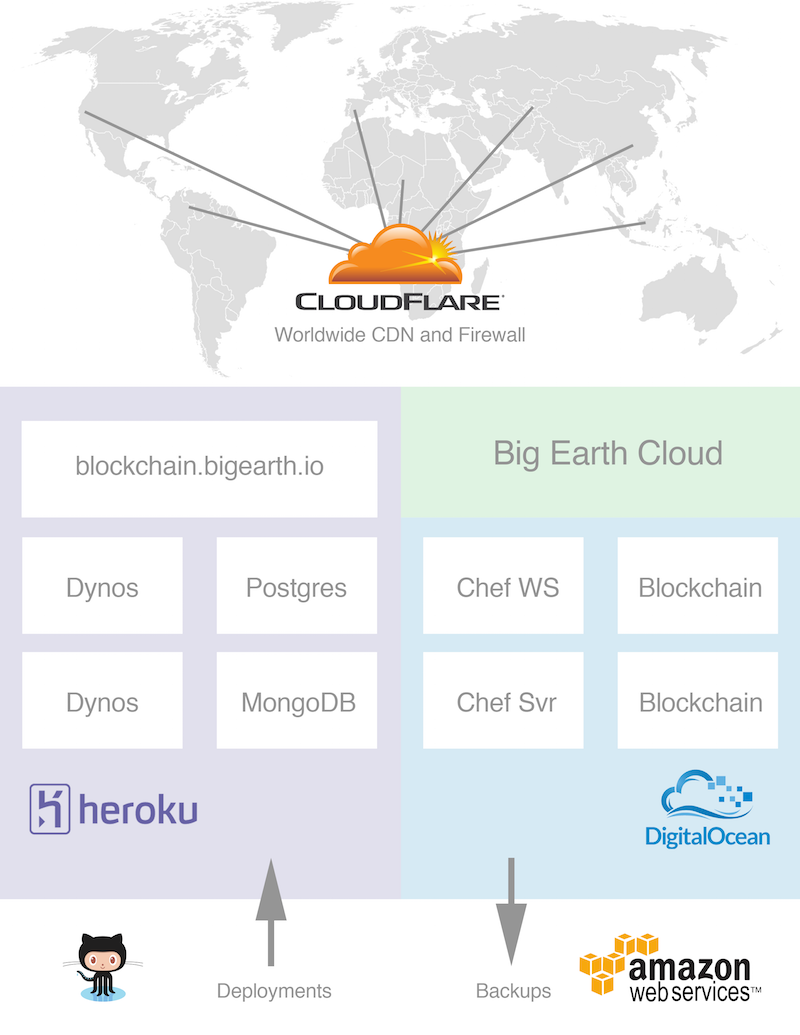 CLOUDFLARE
Worldwide CDN and Firewall
blockchain.bigearth.io
Big Earth Cloud
Dynos
Postgres
Chef WS
Blockchain
Dynos
MongoDB
Chef Svr
Blockchain
heroku
DigitalOcean
Deployments
Backups
amazon
web services™